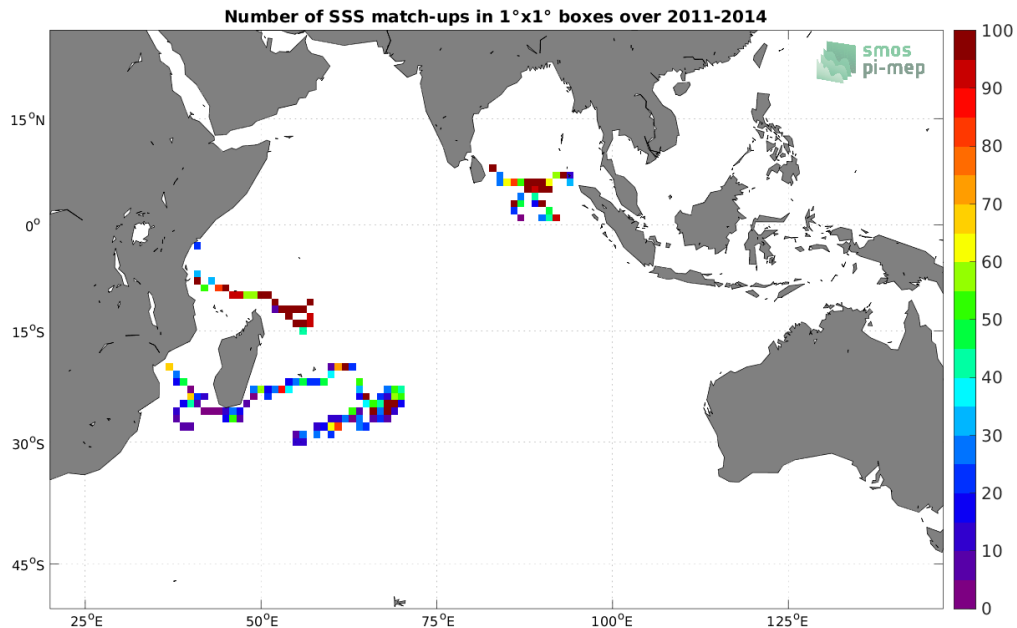 Number of SSS match-ups in 1°x1° boxes over 2011-2014
smos
pi-mep
15°N
0°
15°S
30°S
45°S
25°E
50°E
75°E
100°E
125°E
100
90
80
70
60
50
40
30
20
10
0